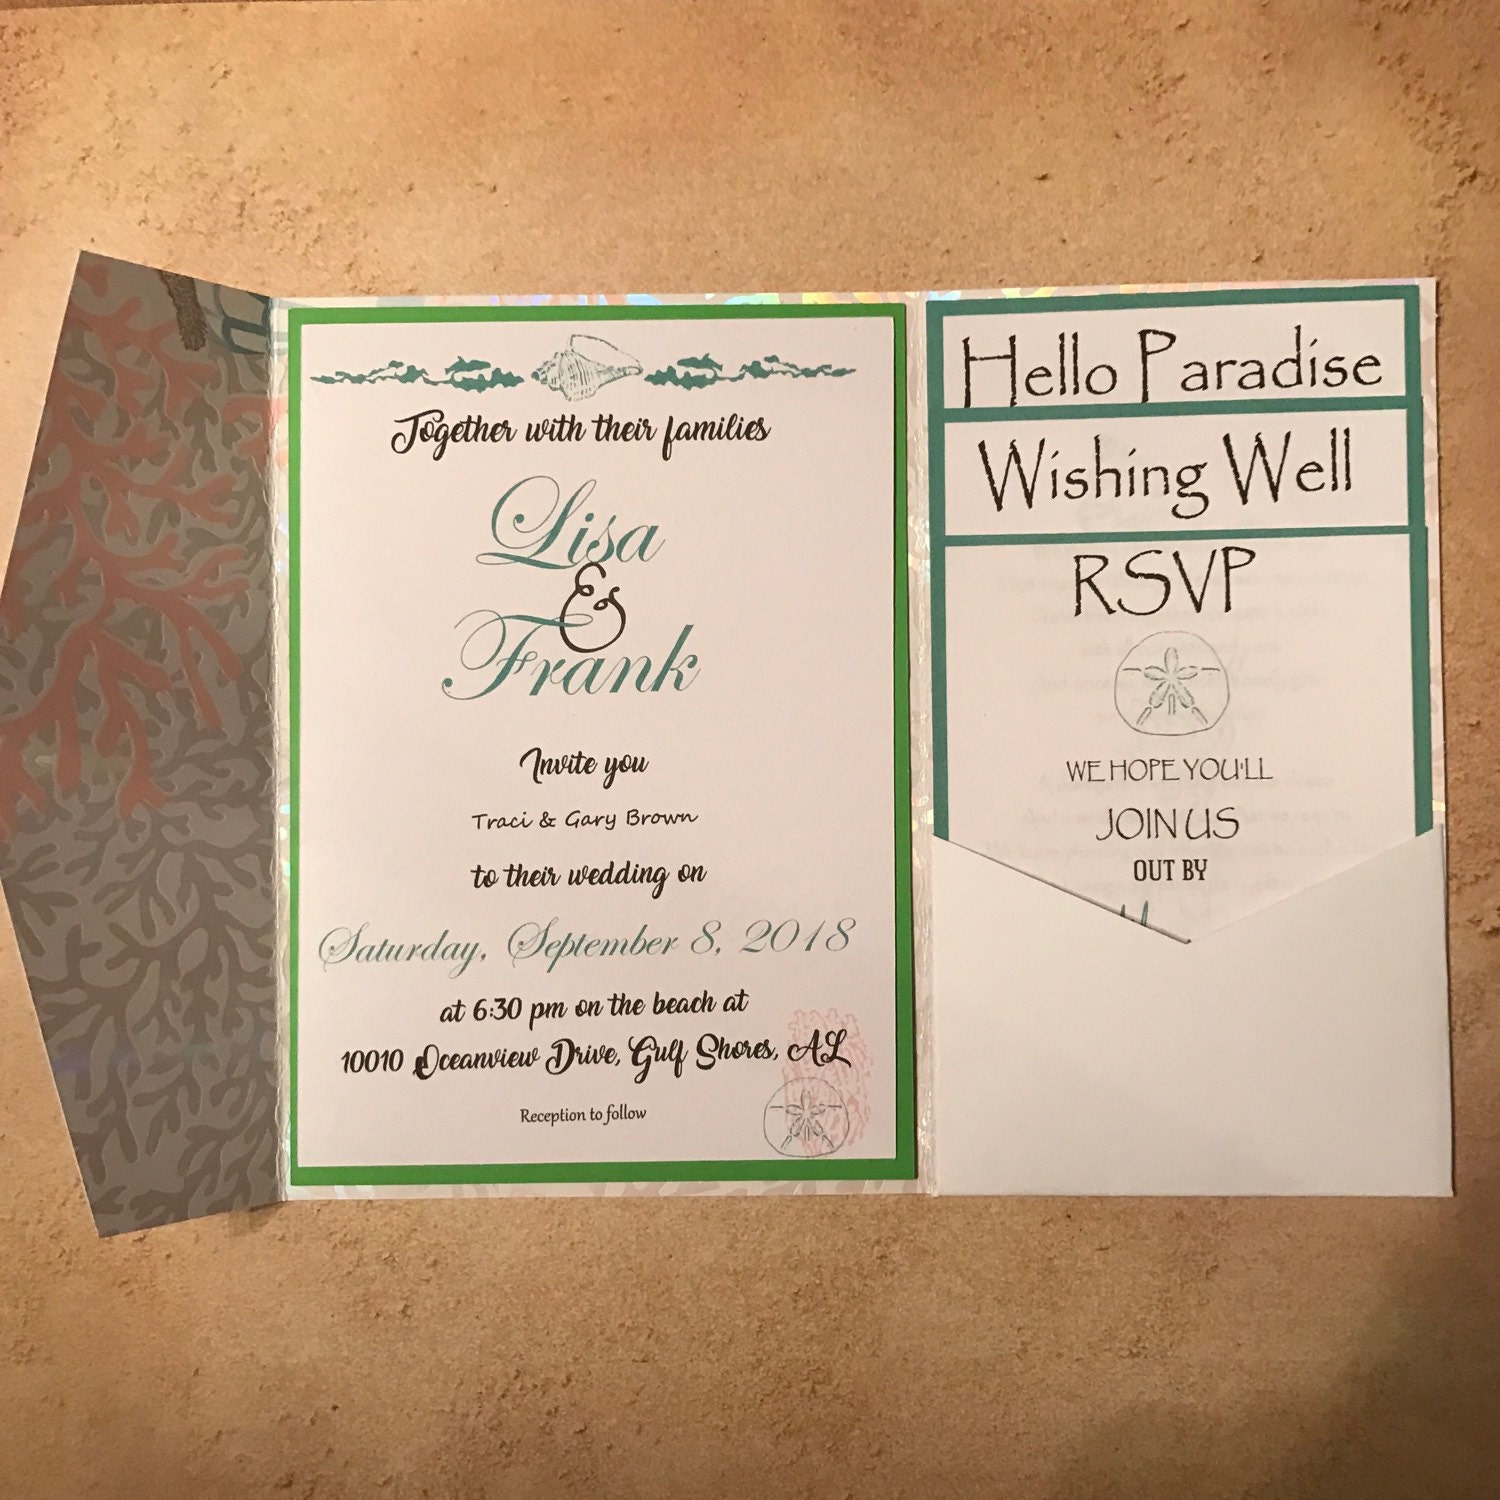 Together with their families
Lisa
&
Frank
Invite you
Traci & Gary Brown
to their wedding on
Saturday, September 8, 2018
at 6:30 pm on the beach at
10010 Oceanview Drive, Gulf Shores, AL
Reception to follow
Hello Paradise
Wishing Well
RSVP
WE HOPE YOU'LL
JOIN US
OUT BY